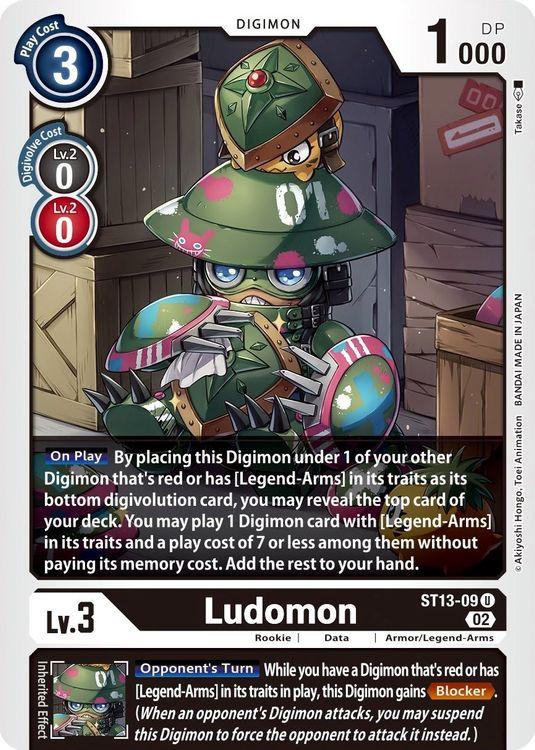 DIGIMON
Play Cost
3
DP
1000
Takase
Digivolve Cost
Lv.2
0
Lv.2
0
01
On Play By placing this Digimon under 1 of your other
Digimon that's red or has [Legend-Arms] in its traits as its
bottom digivolution card, you may reveal the top card of
your deck. You may play 1 Digimon card with [Legend-Arms]
in its traits and a play cost of 7 or less among them without
paying its memory cost. Add the rest to your hand.
©Akiyoshi Hongo, Toei Animation BANDAI MADE IN JAPAN
Lv.3
Ludomon
ST13-09 U
02
Rookie | Data | Armor/Legend-Arms
Inherited Effect
Opponent's Turn While you have a Digimon that's red or has
[Legend-Arms] in its traits in play, this Digimon gains Blocker.
(When an opponent's Digimon attacks, you may suspend
this Digimon to force the opponent to attack it instead.)